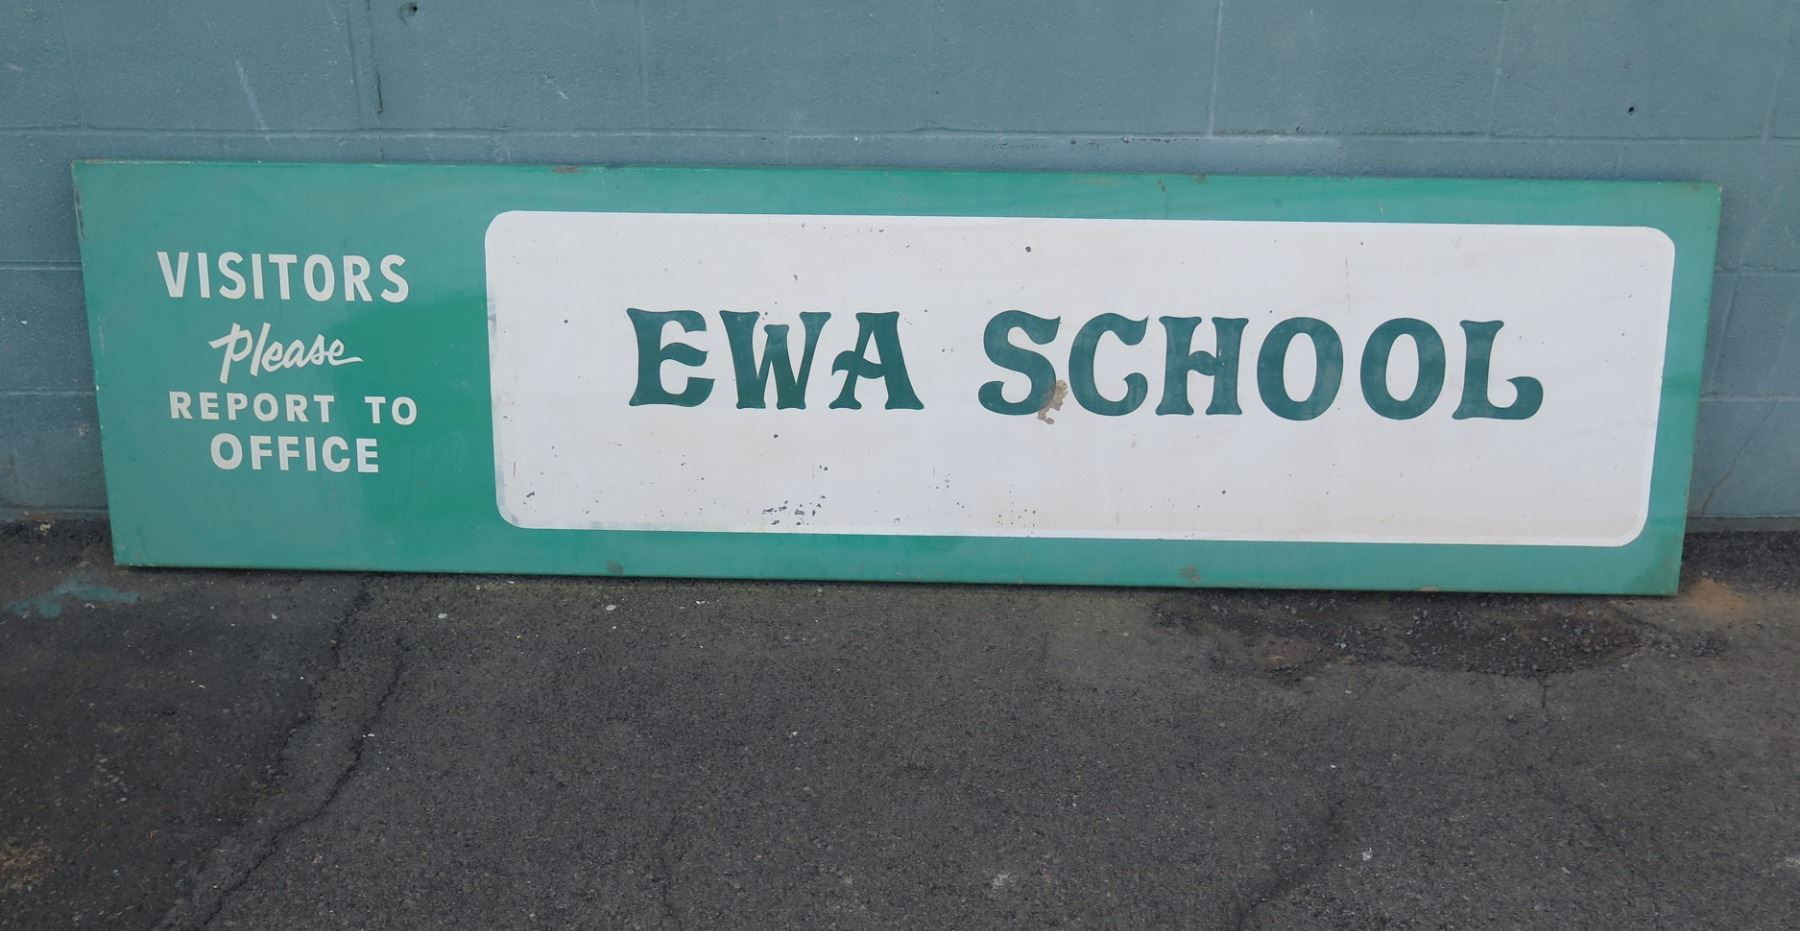 VISITORS
Please
REPORT TO
OFFICE
EWA SCHOOL